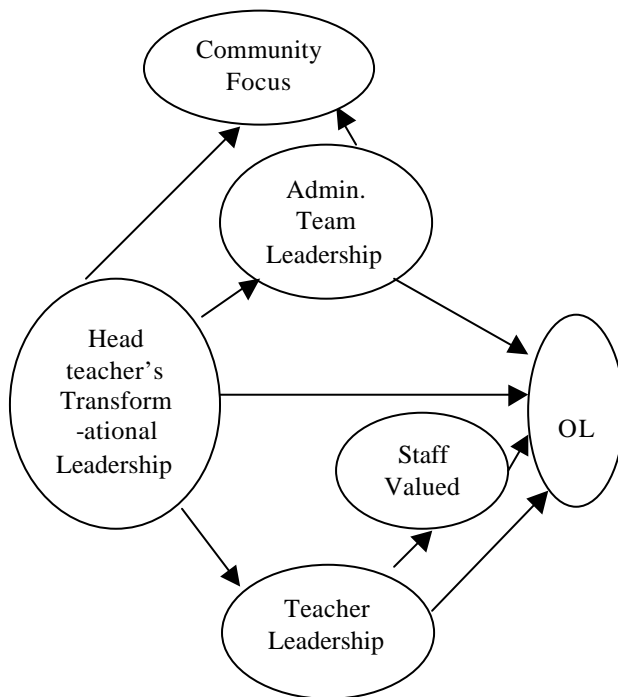 Community
Focus
Admin.
Team
Leadership
Head
teacher’s
Transform
-ational
Leadership
OL
Staff
Valued
Teacher
Leadership